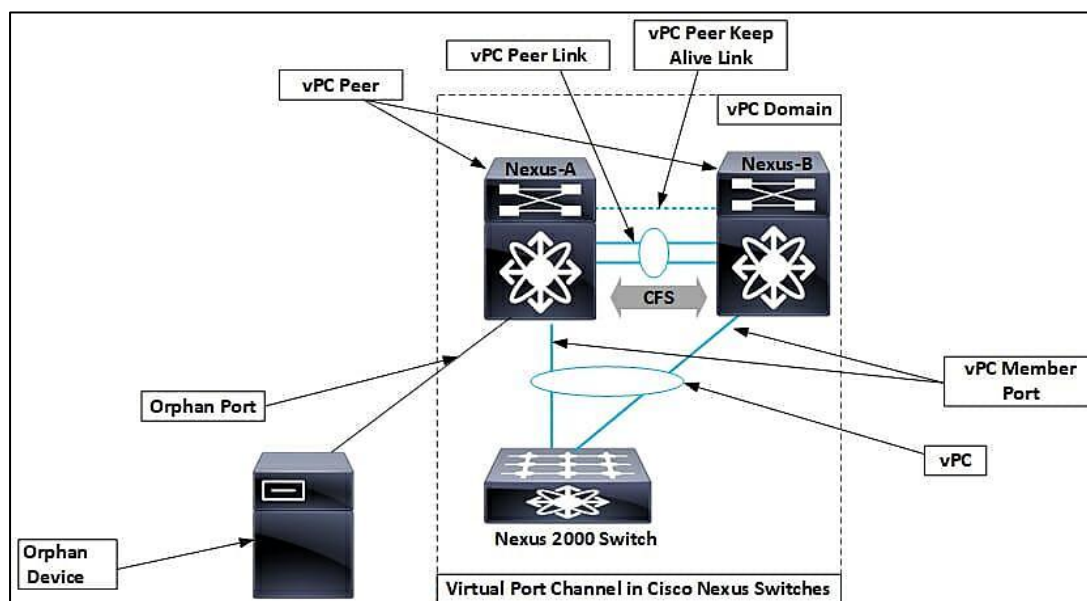 vPC Peer Keep
Alive Link
vPC Peer Link
vPC Peer
vPC Domain
Nexus-A
Nexus-B
CFS
vPC Member
Port
Orphan Port
vPC
Nexus 2000 Switch
Orphan
Device
Virtual Port Channel in Cisco Nexus Switches